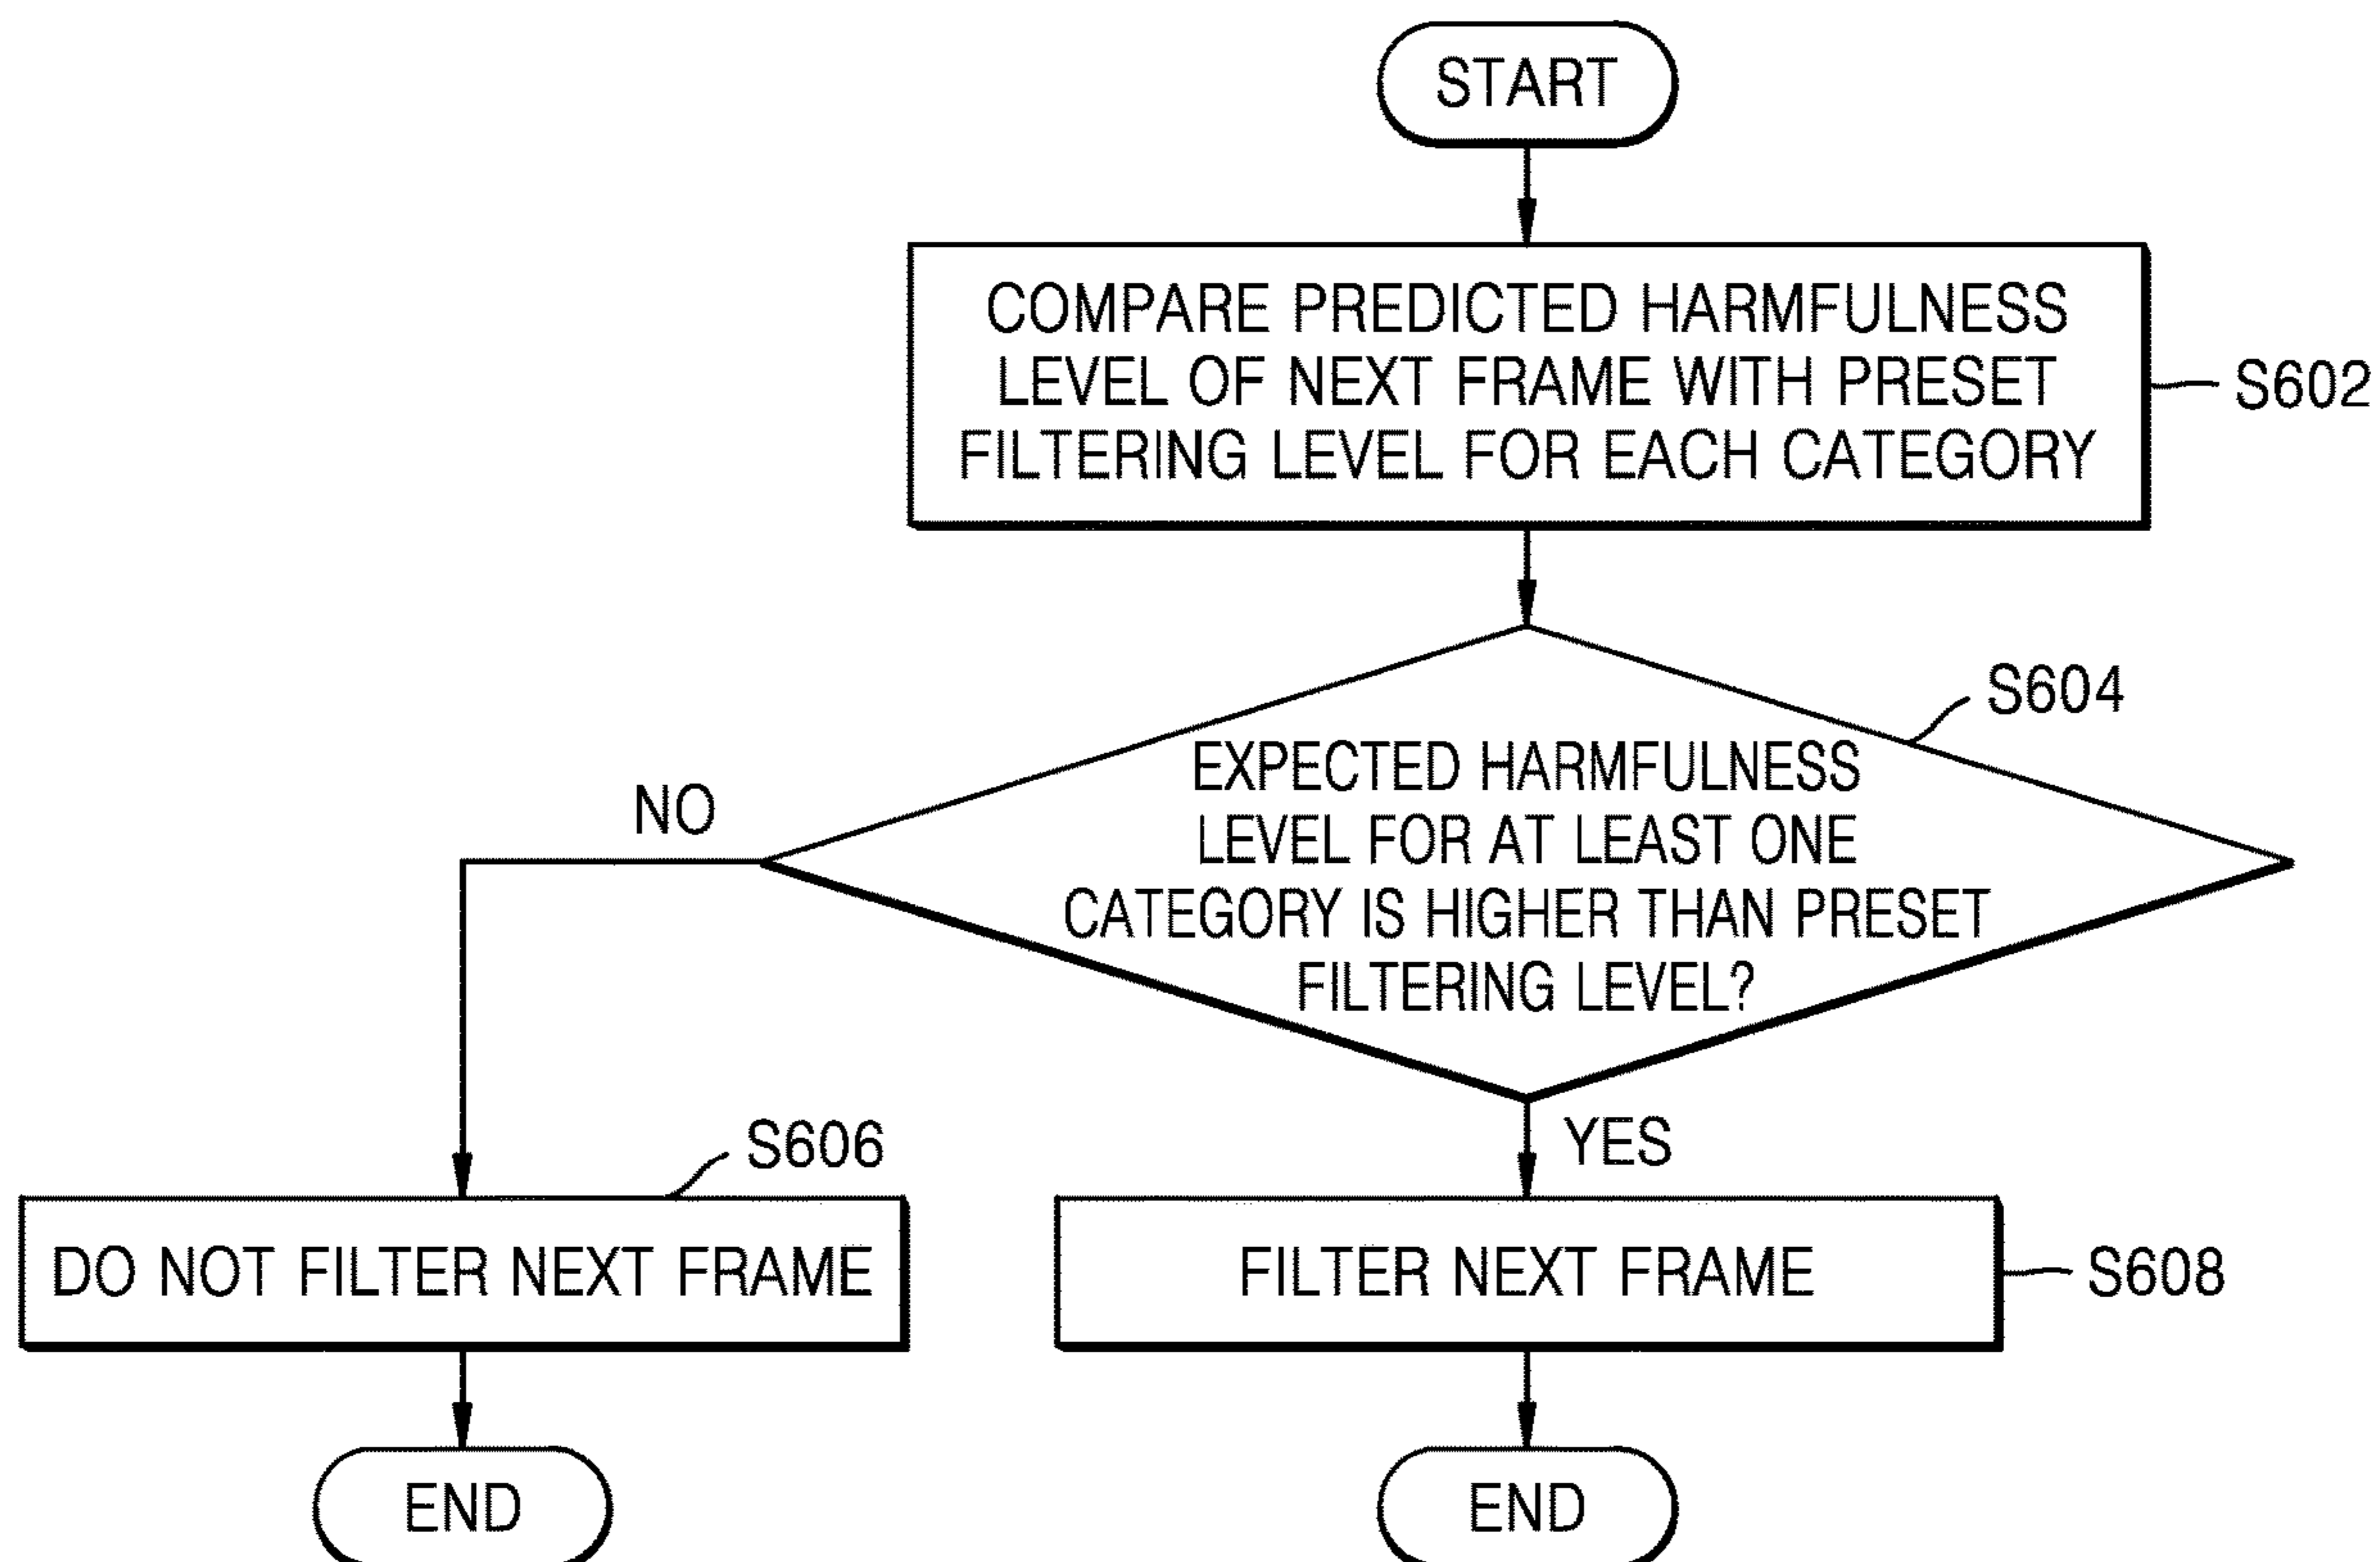 START
COMPARE PREDICTED HARMFULNESS
LEVEL OF NEXT FRAME WITH PRESET
FILTERING LEVEL FOR EACH CATEGORY
S602
S604
EXPECTED HARMFULNESS
LEVEL FOR AT LEAST ONE
CATEGORY IS HIGHER THAN PRESET
FILTERING LEVEL?
NO
YES
S606
DO NOT FILTER NEXT FRAME
FILTER NEXT FRAME
S608
END
END